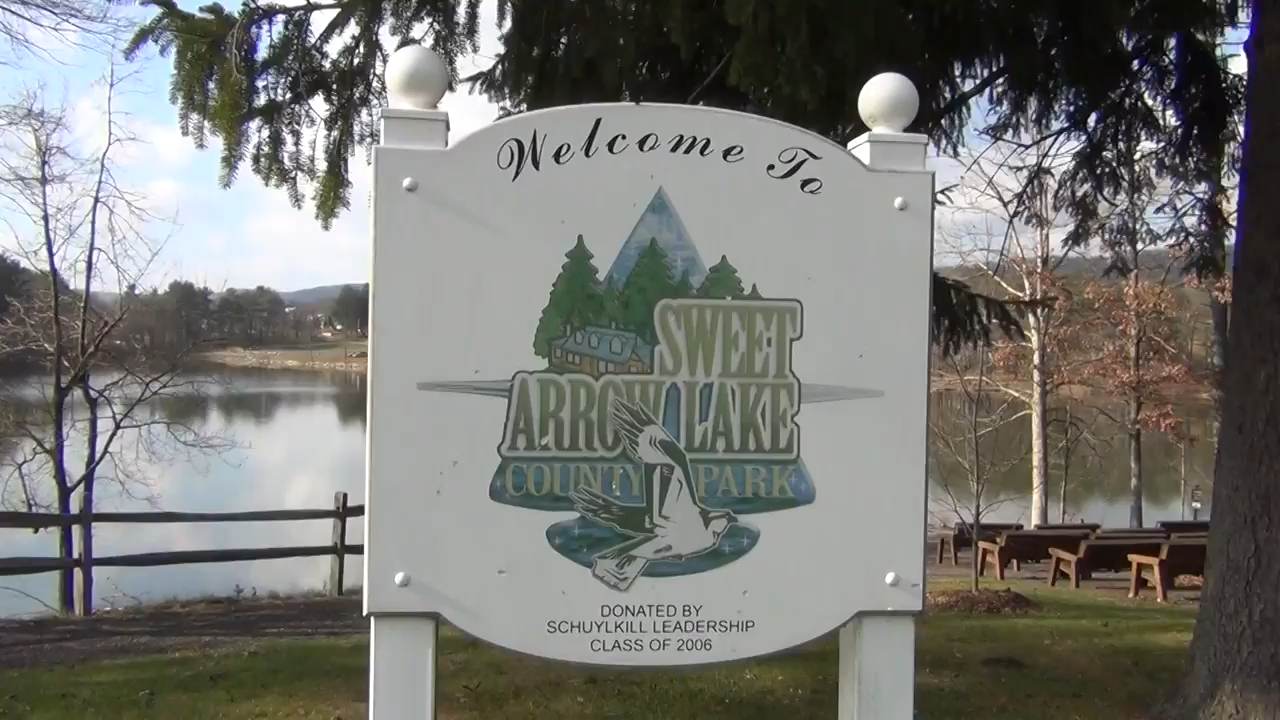 Welcome To
SWEET
ARROW LAKE
COUNTY PARK
DONATED BY
SCHUYLKILL LEADERSHIP
CLASS OF 2006